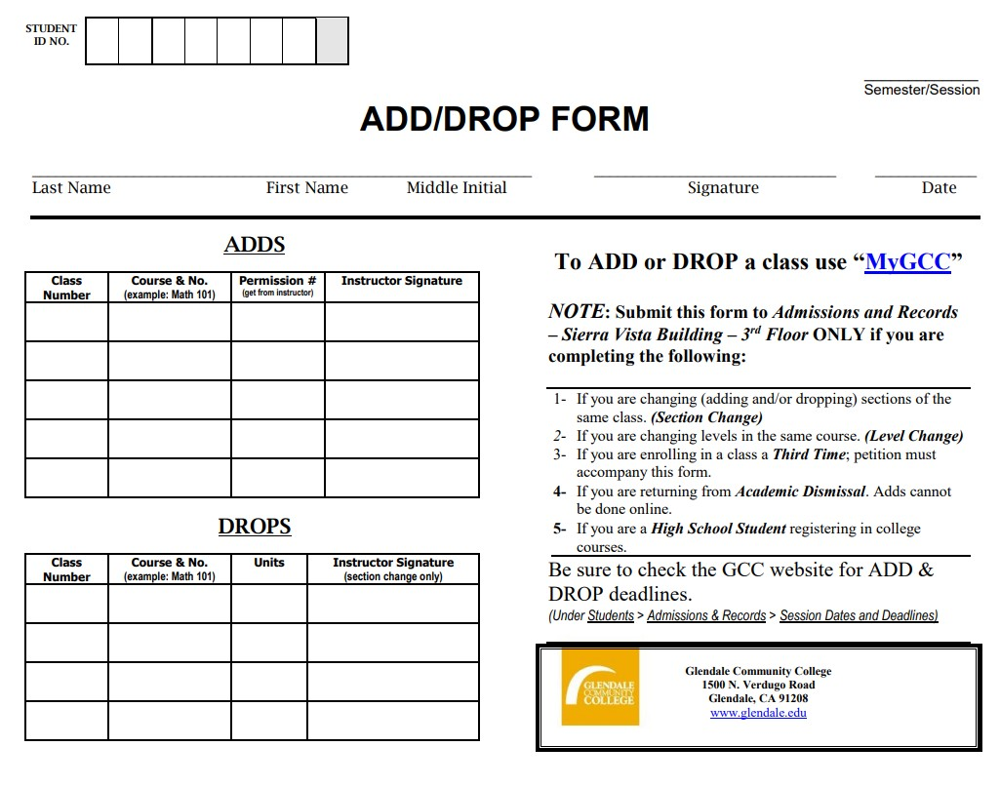 STUDENT
ID NO.
Semester/Session
ADD/DROP FORM
Last Name First Name Middle Initial Signature Date
ADDS
Class Number Course & No. (example: Math 101) Permission # (get from instructor) Instructor Signature
DROPS
Class Number Course & No. (example: Math 101) Units Instructor Signature (section change only)
To ADD or DROP a class use “MyGCC”
NOTE: Submit this form to Admissions and Records
– Sierra Vista Building – 3rd Floor ONLY if you are
completing the following:
1- If you are changing (adding and/or dropping) sections of the
same class. (Section Change)
2- If you are changing levels in the same course. (Level Change)
3- If you are enrolling in a class a Third Time; petition must
accompany this form.
4- If you are returning from Academic Dismissal. Adds cannot
be done online.
5- If you are a High School Student registering in college
courses.
Be sure to check the GCC website for ADD &
DROP deadlines.
(Under Students > Admissions & Records > Session Dates and Deadlines)
GLENDALE
COMMUNITY
COLLEGE
Glendale Community College
1500 N. Verdugo Road
Glendale, CA 91208
www.glendale.edu